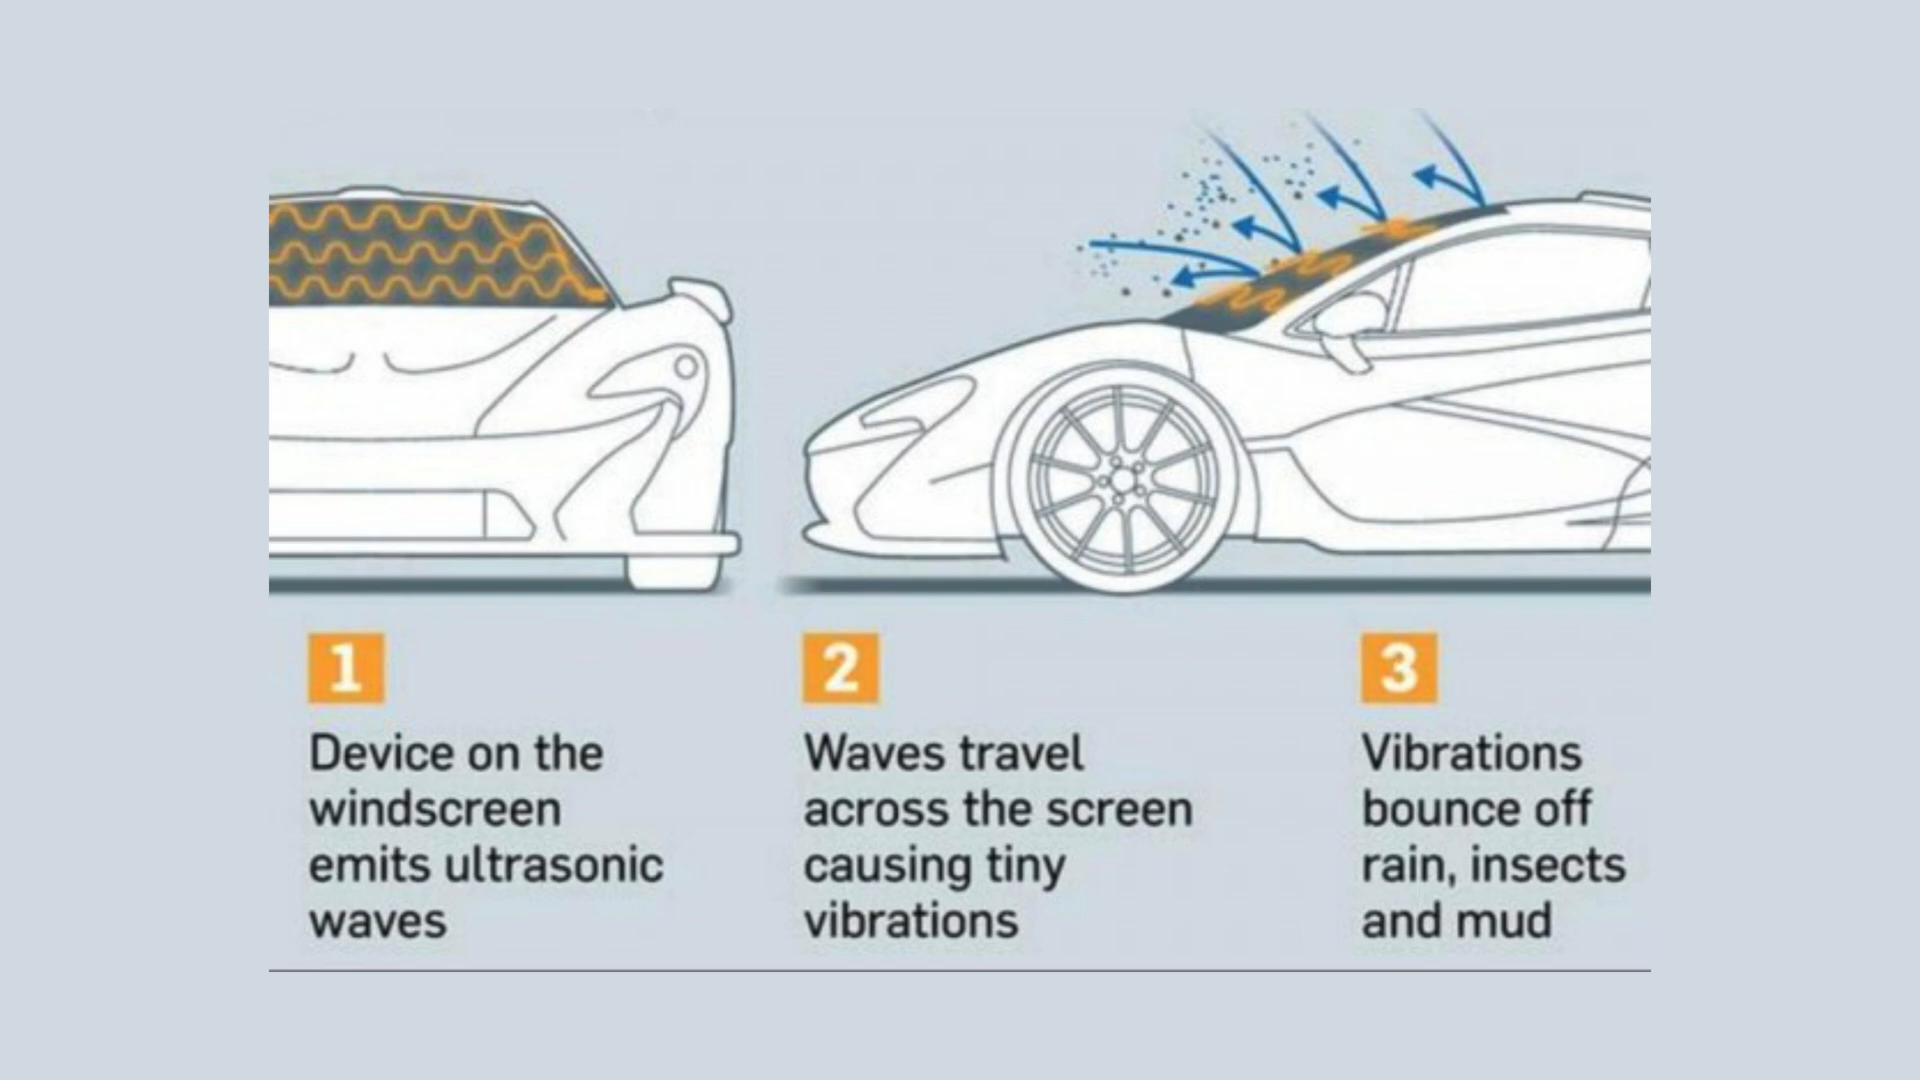 1
Device on the
windscreen
emits ultrasonic
waves
2
Waves travel
across the screen
causing tiny
vibrations
3
Vibrations
bounce off
rain, insects
and mud